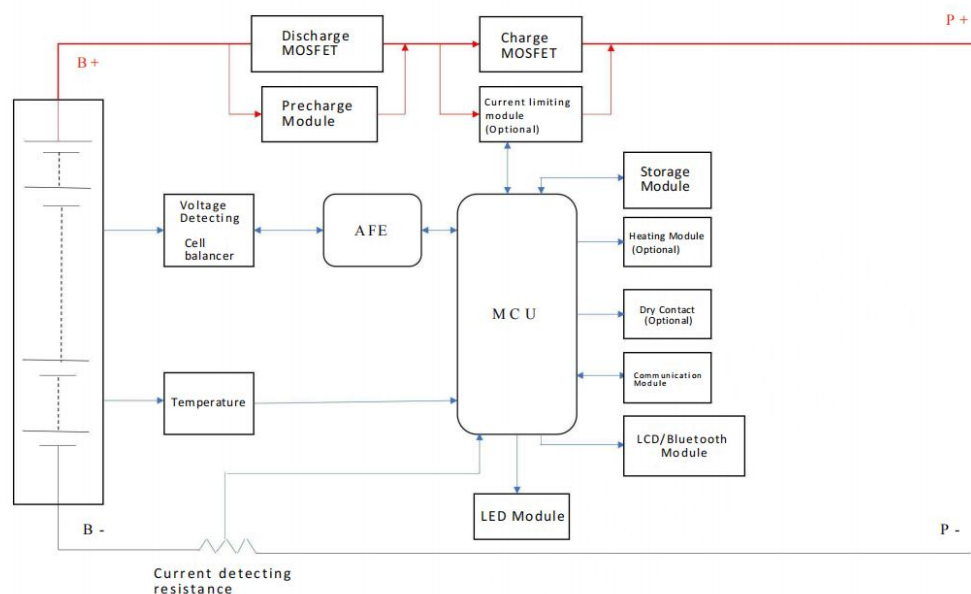 P +
Discharge
MOSFET
Charge
MOSFET
B +
Precharge
Module
Current limiting
module
(Optional)
Storage
Module
Voltage
Detecting
Cell
balancer
AFE
Heating Module
(Optional)
MCU
Dry Contact
(Optional)
Communication
Module
Temperature
LCD/Bluetooth
Module
LED Module
B -
P -
Current detecting
resistance